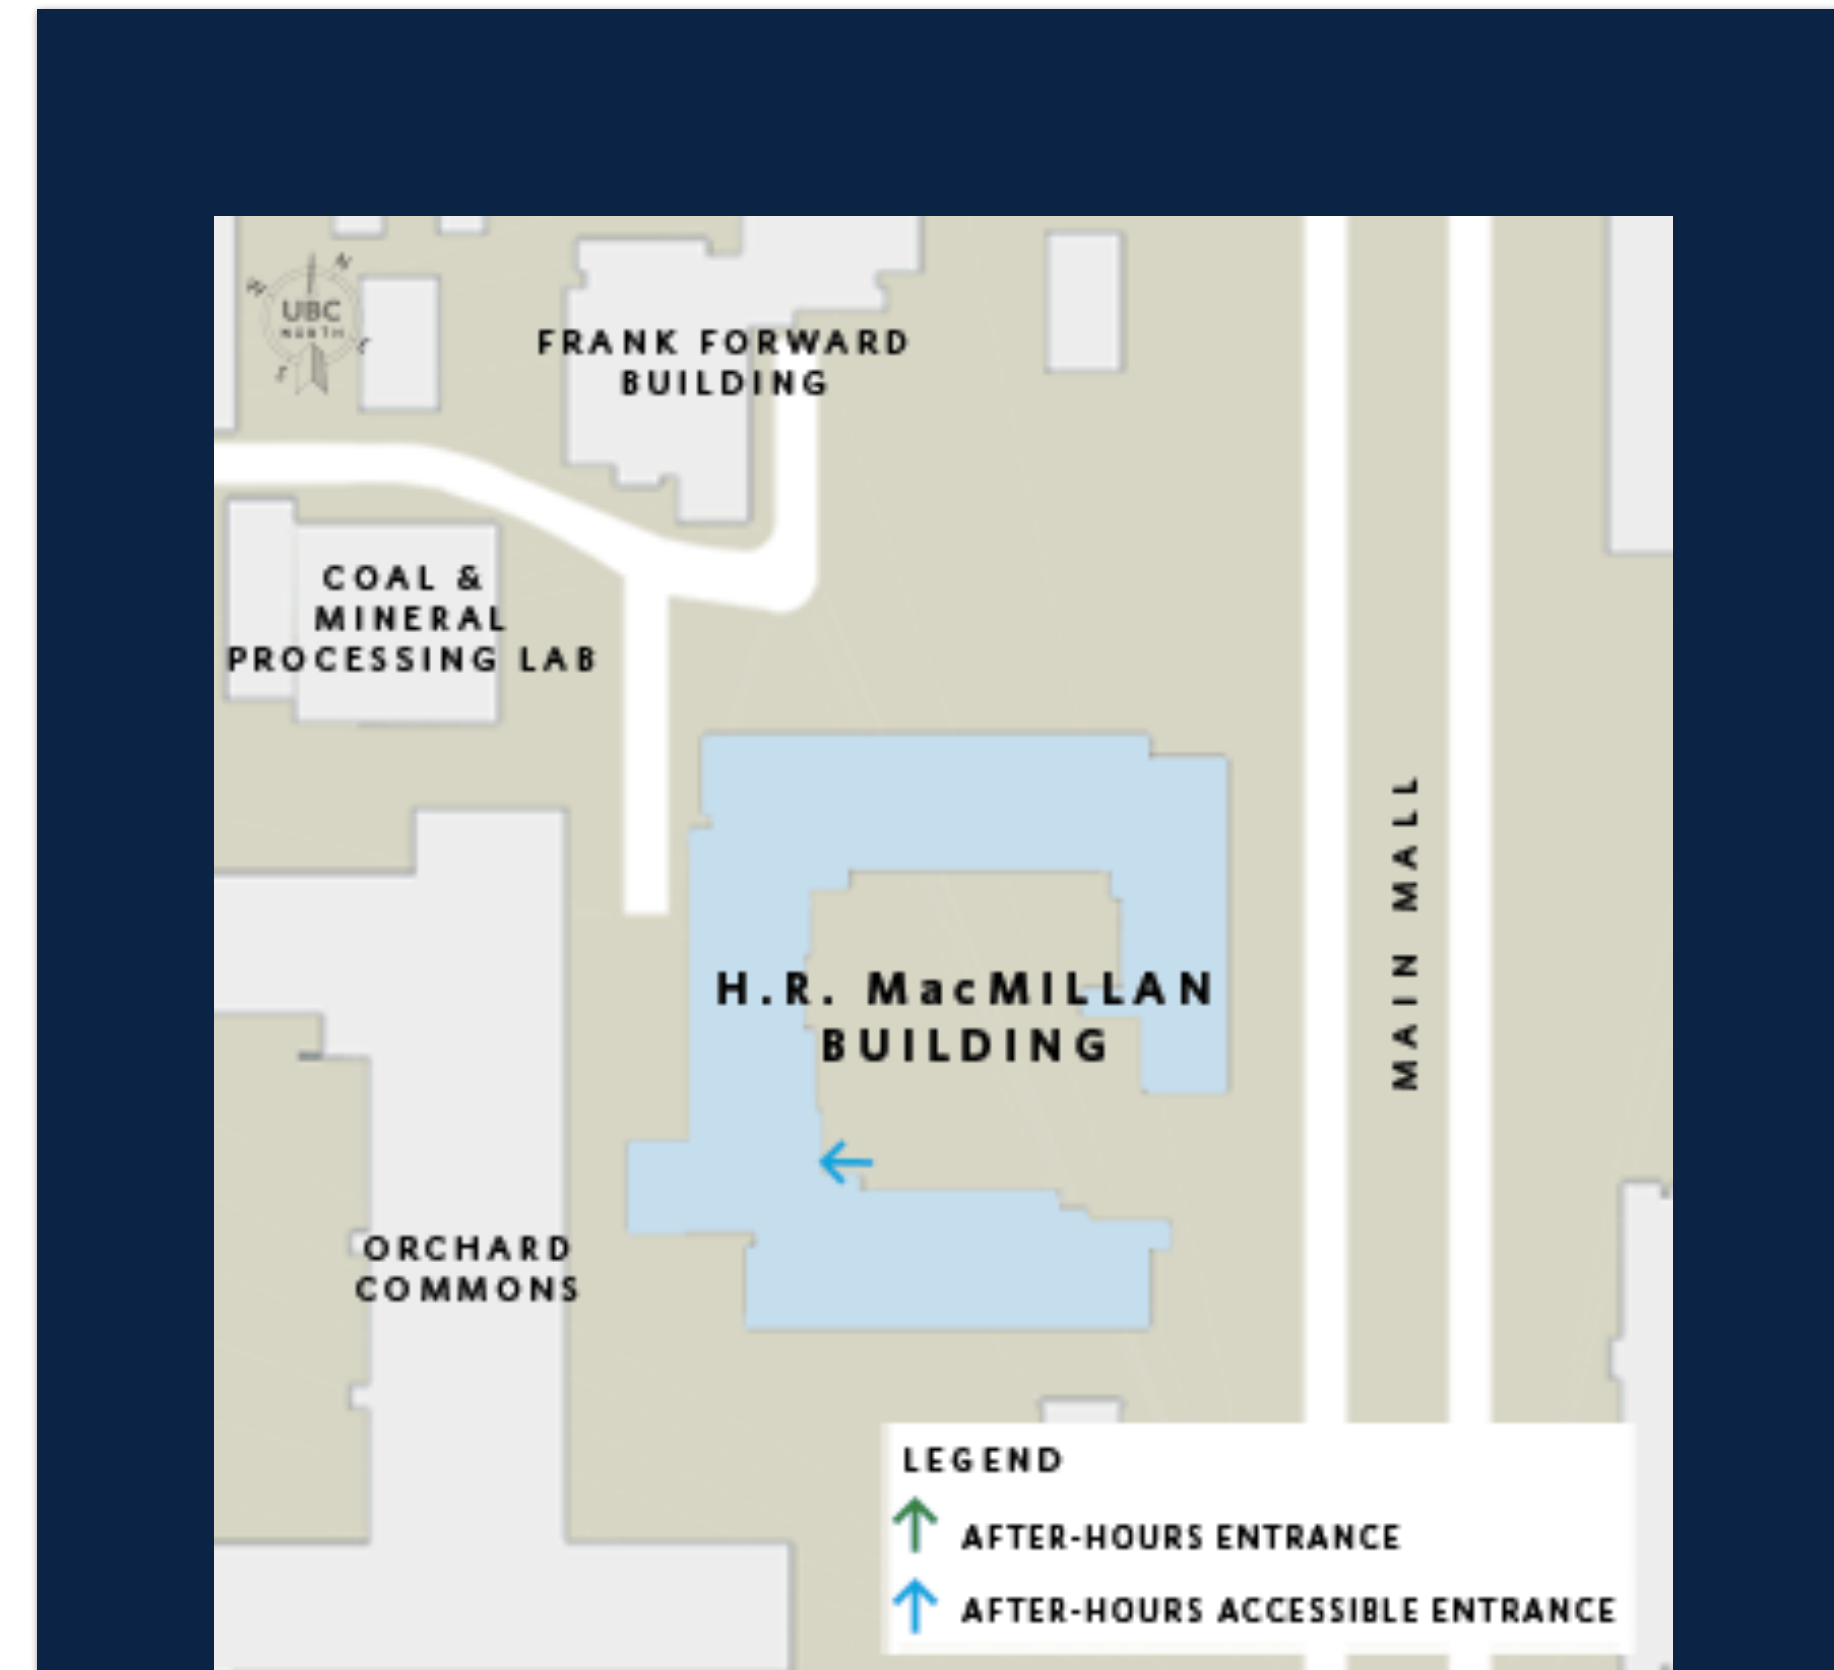 N
W
UBC
NORTH
S
FRANK FORWARD
BUILDING
COAL &
MINERAL
PROCESSING LAB
H.R. MacMILLAN
BUILDING
MAIN MALL
ORCHARD
COMMONS
LEGEND
AFTER-HOURS ENTRANCE
AFTER-HOURS ACCESSIBLE ENTRANCE